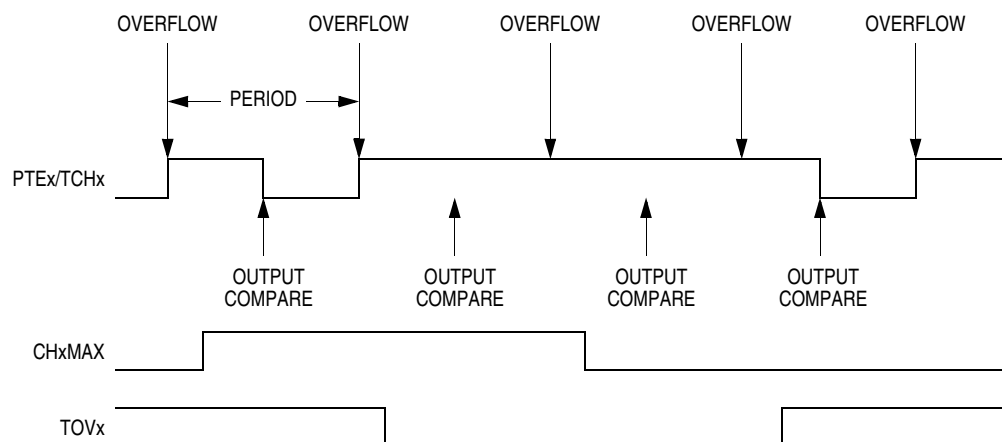 OVERFLOW OVERFLOW OVERFLOW OVERFLOW OVERFLOW
PERIOD
PTEx/TCHx
OUTPUT COMPARE
OUTPUT COMPARE
OUTPUT COMPARE
OUTPUT COMPARE
CHxMAX
TOVx